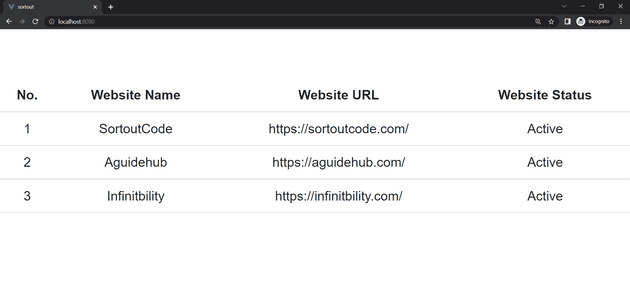 sortout
localhost:8080
Incognito
No. Website Name Website URL Website Status
1 SortoutCode https://sortoutcode.com/ Active
2 Aguidehub https://aguidehub.com/ Active
3 Infinitbility https://infinitbility.com/ Active